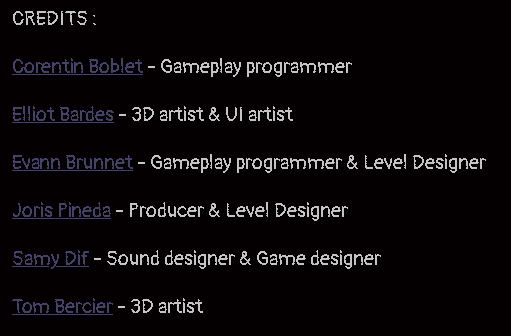 CREDITS :
Corentin Boblet - Gameplay programmer
Elliot Bardes - 3D artist & UI artist
Evann Brunnet - Gameplay programmer & Level Designer
Joris Pineda - Producer & Level Designer
Samy Dif - Sound designer & Game designer
Tom Bercier - 3D artist